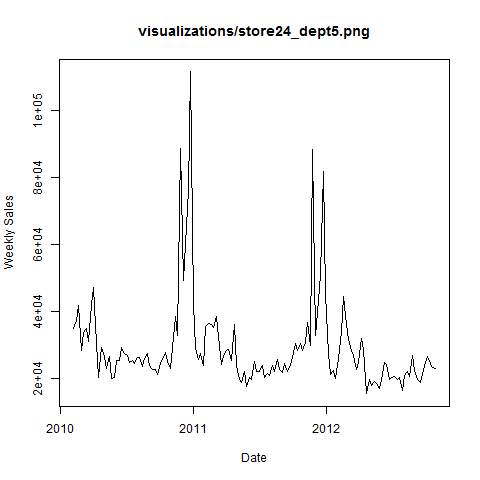 visualizations/store24_dept5.png
Weekly Sales
1e+05
8e+04
6e+04
4e+04
2e+04
2010 2011 2012
Date